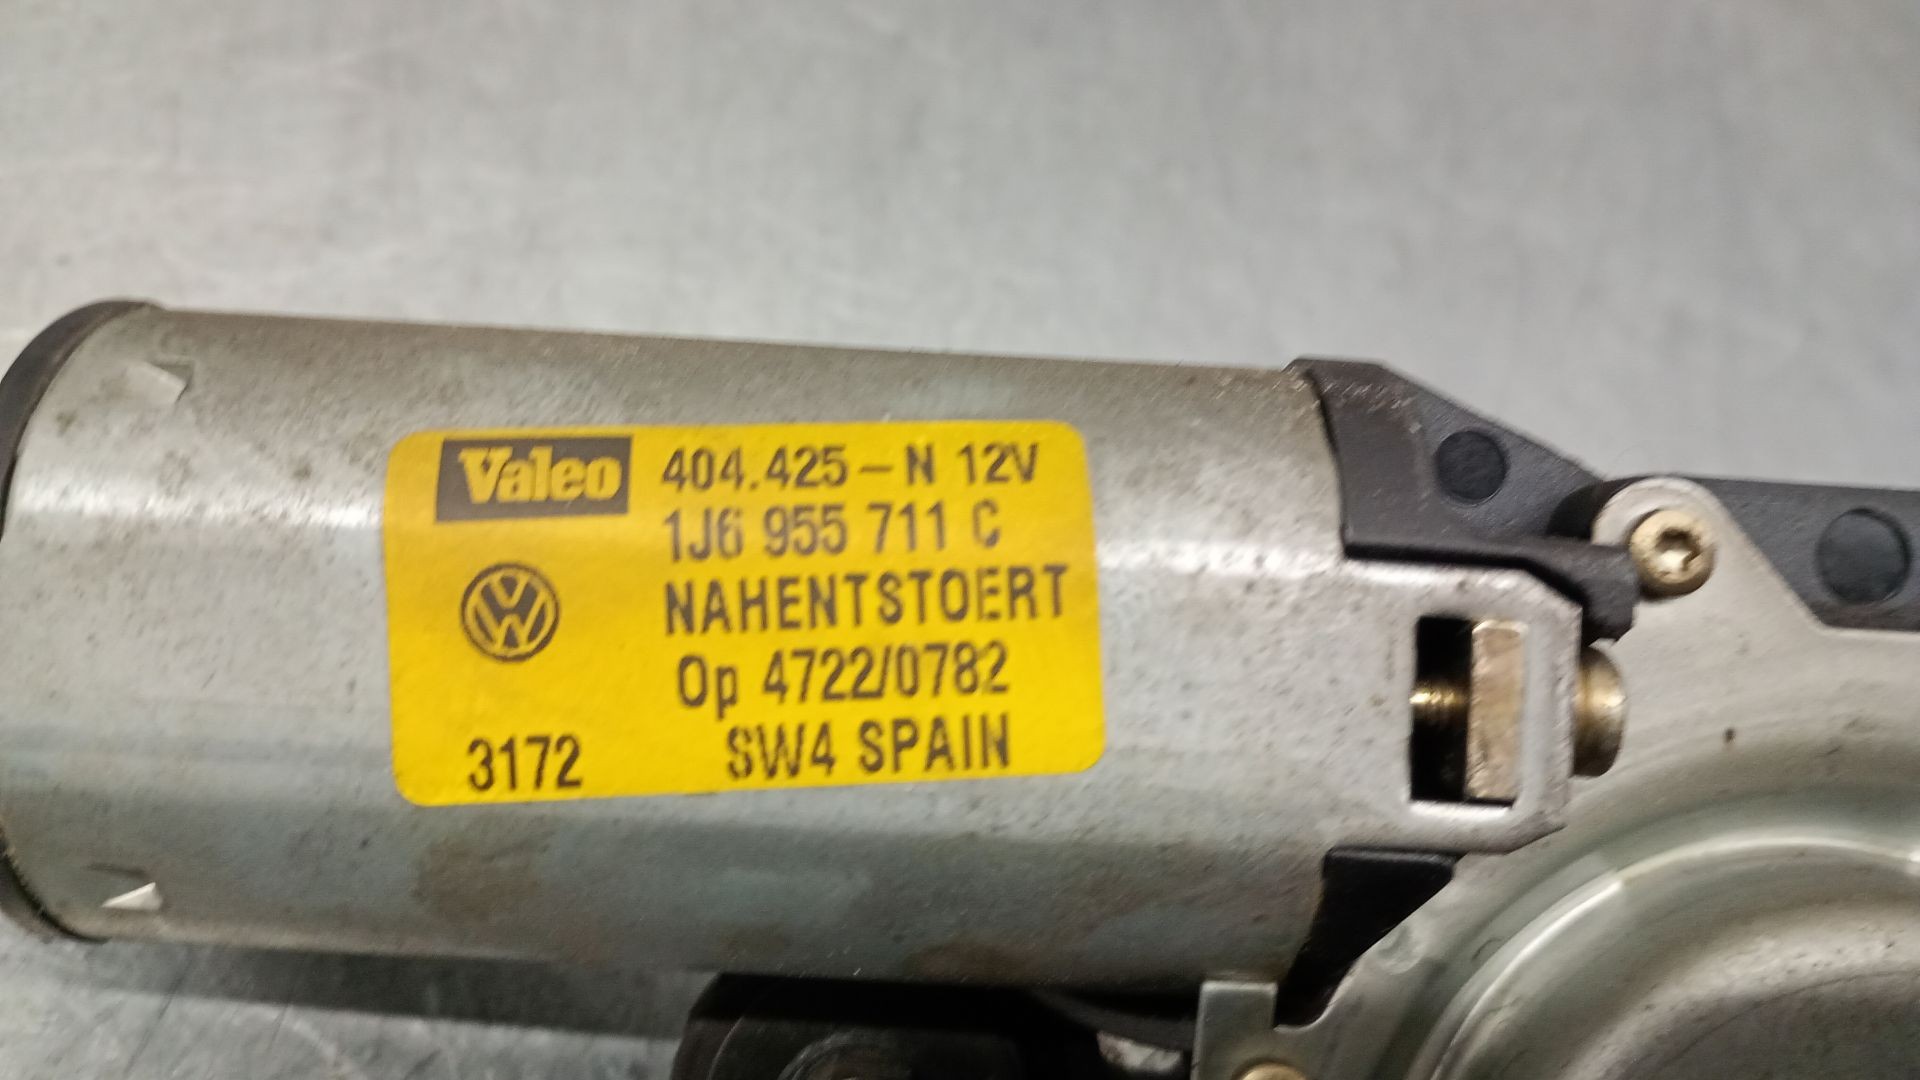 Valeo 404.425-N 12V
1J6 955 711 C
NAHENTSTOERT
Op 4722/0782
3172 SW4 SPAIN